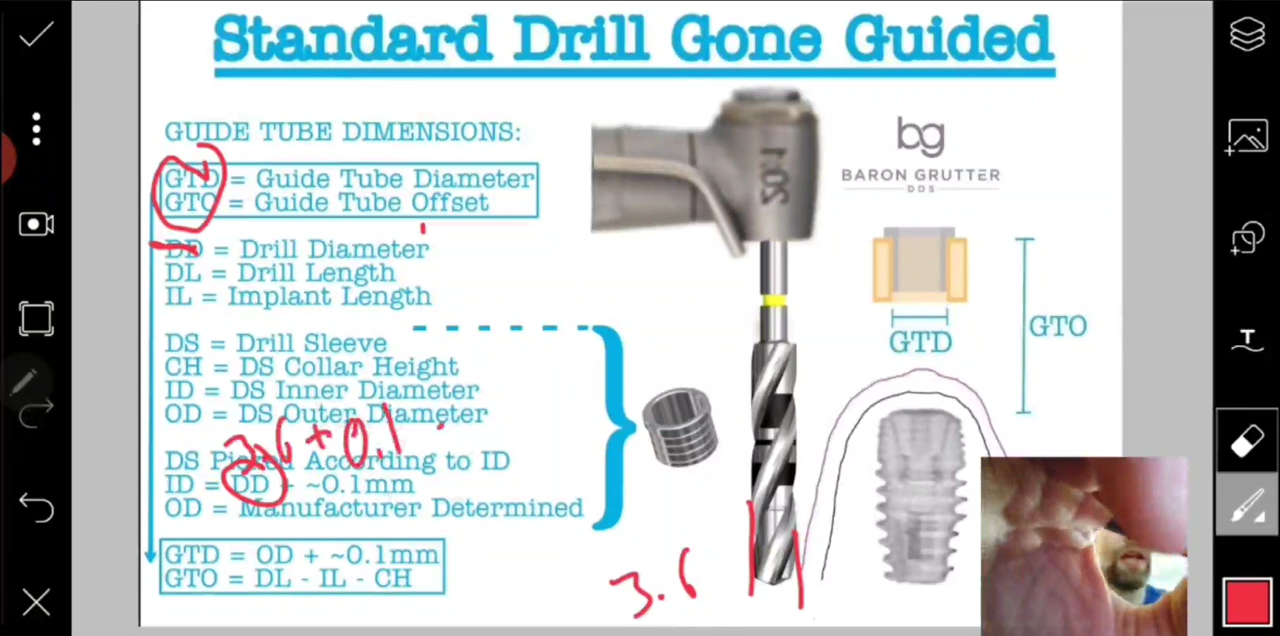 Standard Drill Gone Guided
GUIDE TUBE DIMENSIONS:
GTD = Guide Tube Diameter
GTO = Guide Tube Offset
DD = Drill Diameter
DL = Drill Length
IL = Implant Length
DS = Drill Sleeve
CH = DS Collar Height
ID = DS Inner Diameter
OD = DS Outer Diameter
3.6 + 0.1
DS Picked According to ID
ID = DD + ~0.1mm
OD = Manufacturer Determined
GTD = OD + ~0.1mm
GTO = DL - IL - CH
3.6
20:1
bg
BARON GRUTTER
DDS
GTD
GTO
T